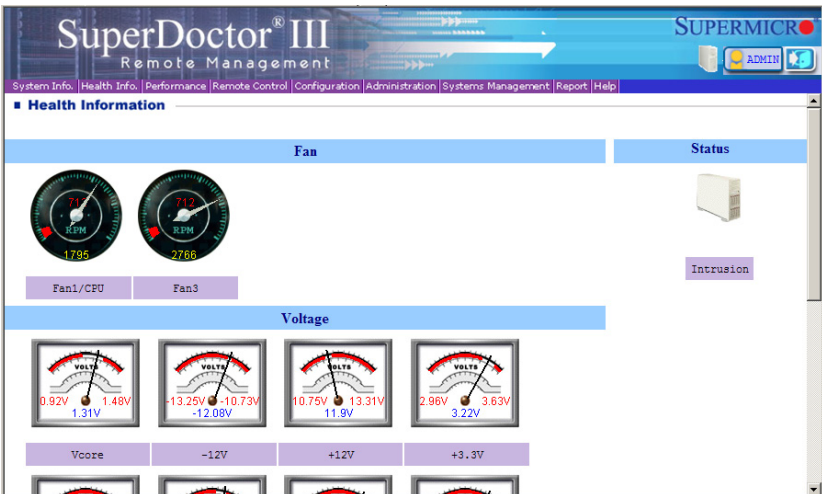 SuperDoctor® III
Remote Management
SUPERMICRO
ADMIN
System Info. Health Info. Performance Remote Control Configuration Administration Systems Management Report Help
Health Information
Fan
Status
712
RPM
1795
712
RPM
2766
Fan1/CPU
Fan3
Intrusion
Voltage
VOLTS
0.92V 1.48V
1.31V
VOLTS
-13.25V -10.73V
-12.08V
VOLTS
10.75V 13.31V
11.9V
VOLTS
2.96V 3.63V
3.22V
Vcore
-12V
+12V
+3.3V